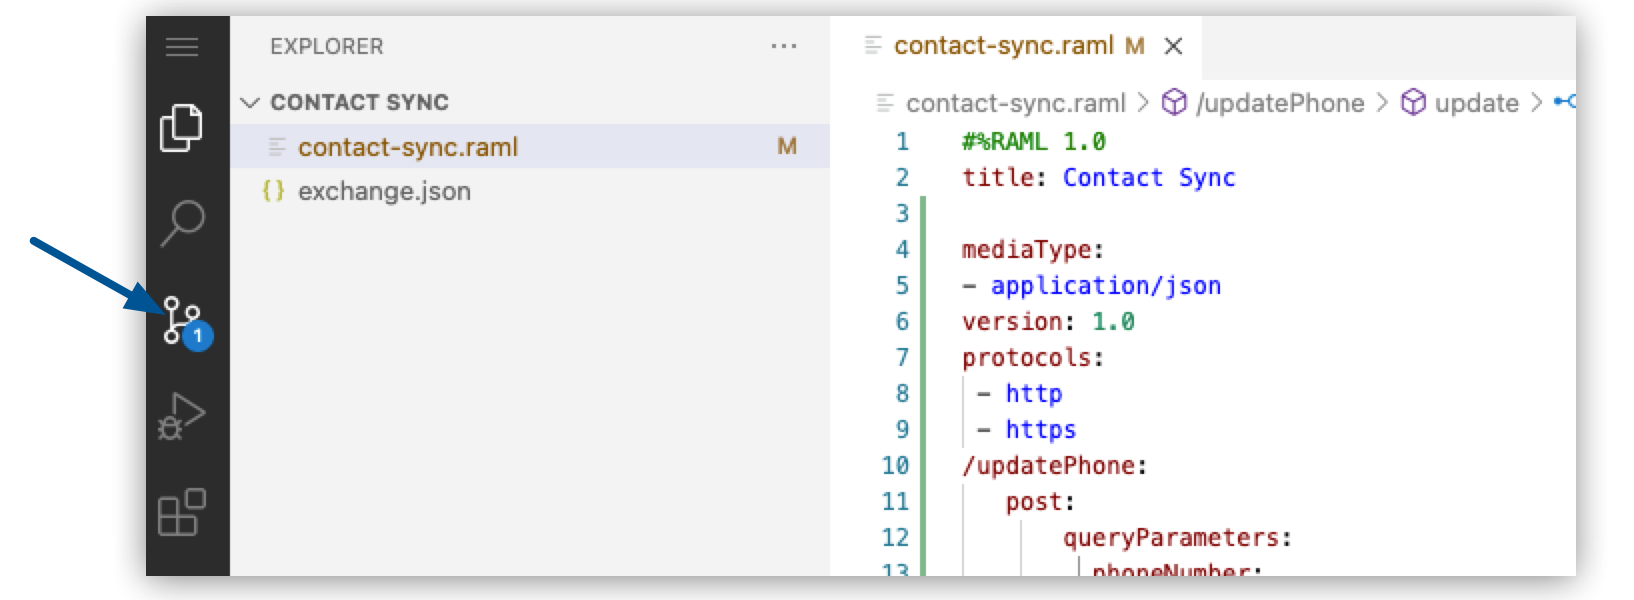 EXPLORER ...
CONTACT SYNC
contact-sync.raml M
{} exchange.json
1
contact-sync.raml M
contact-sync.raml > /updatePhone > update >
1 #%RAML 1.0
2 title: Contact Sync
3
4 mediaType:
5 - application/json
6 version: 1.0
7 protocols:
8 - http
9 - https
10 /updatePhone:
11 post:
12 queryParameters:
13 phoneNumber: